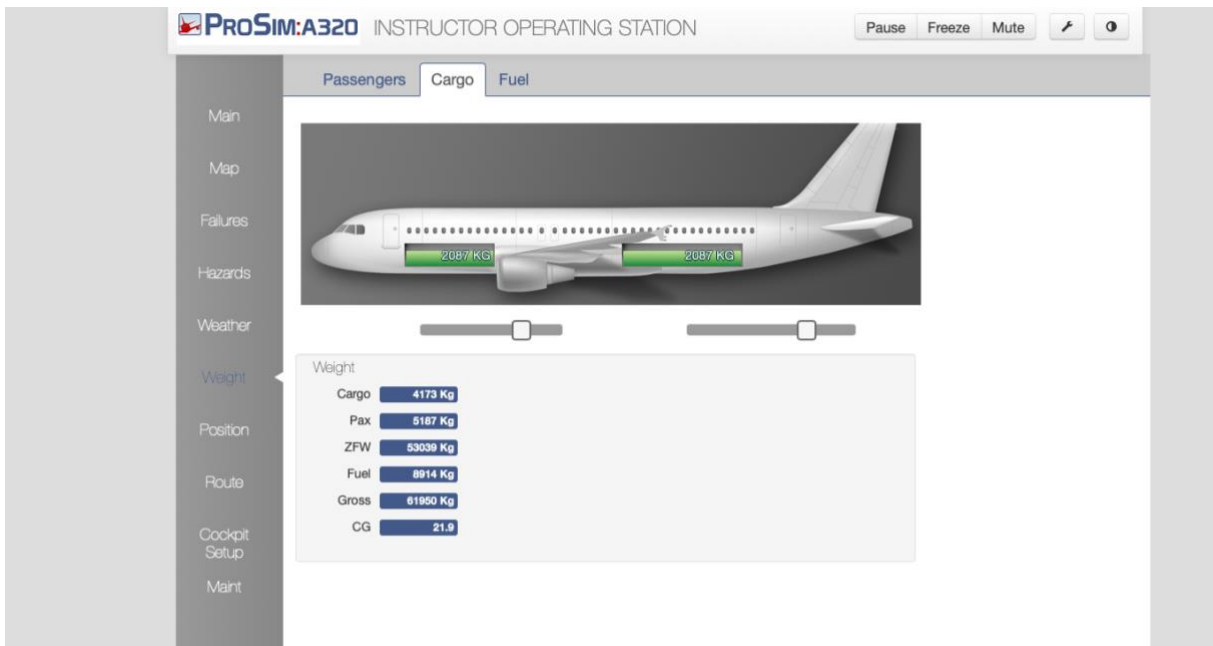 PROSIM:A320 INSTRUCTOR OPERATING STATION
Pause Freeze Mute
Passengers Cargo Fuel
Main
Map
Failures
Hazards
Weather
Weight
Position
Route
Cockpit
Setup
Maint
2087 KG 2087 KG
Weight
Cargo 4173 Kg
Pax 5187 Kg
ZFW 53039 Kg
Fuel 8914 Kg
Gross 61950 Kg
CG 21.9